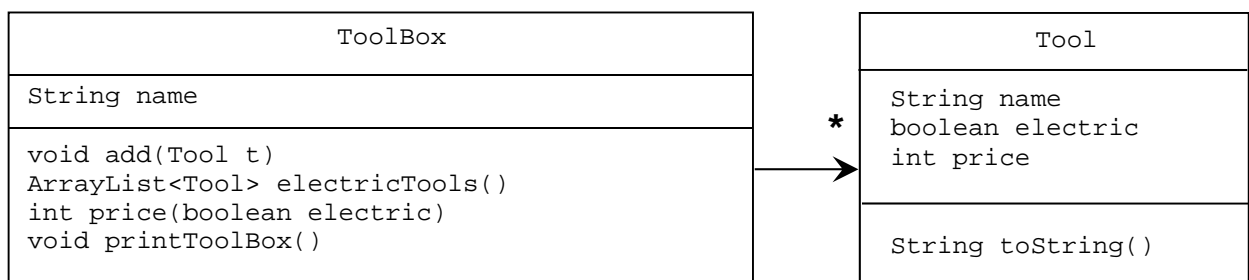 ToolBox
String name
void add(Tool t)
ArrayList<Tool> electricTools()
int price(boolean electric)
void printToolBox()
*
Tool
String name
boolean electric
int price
String toString()